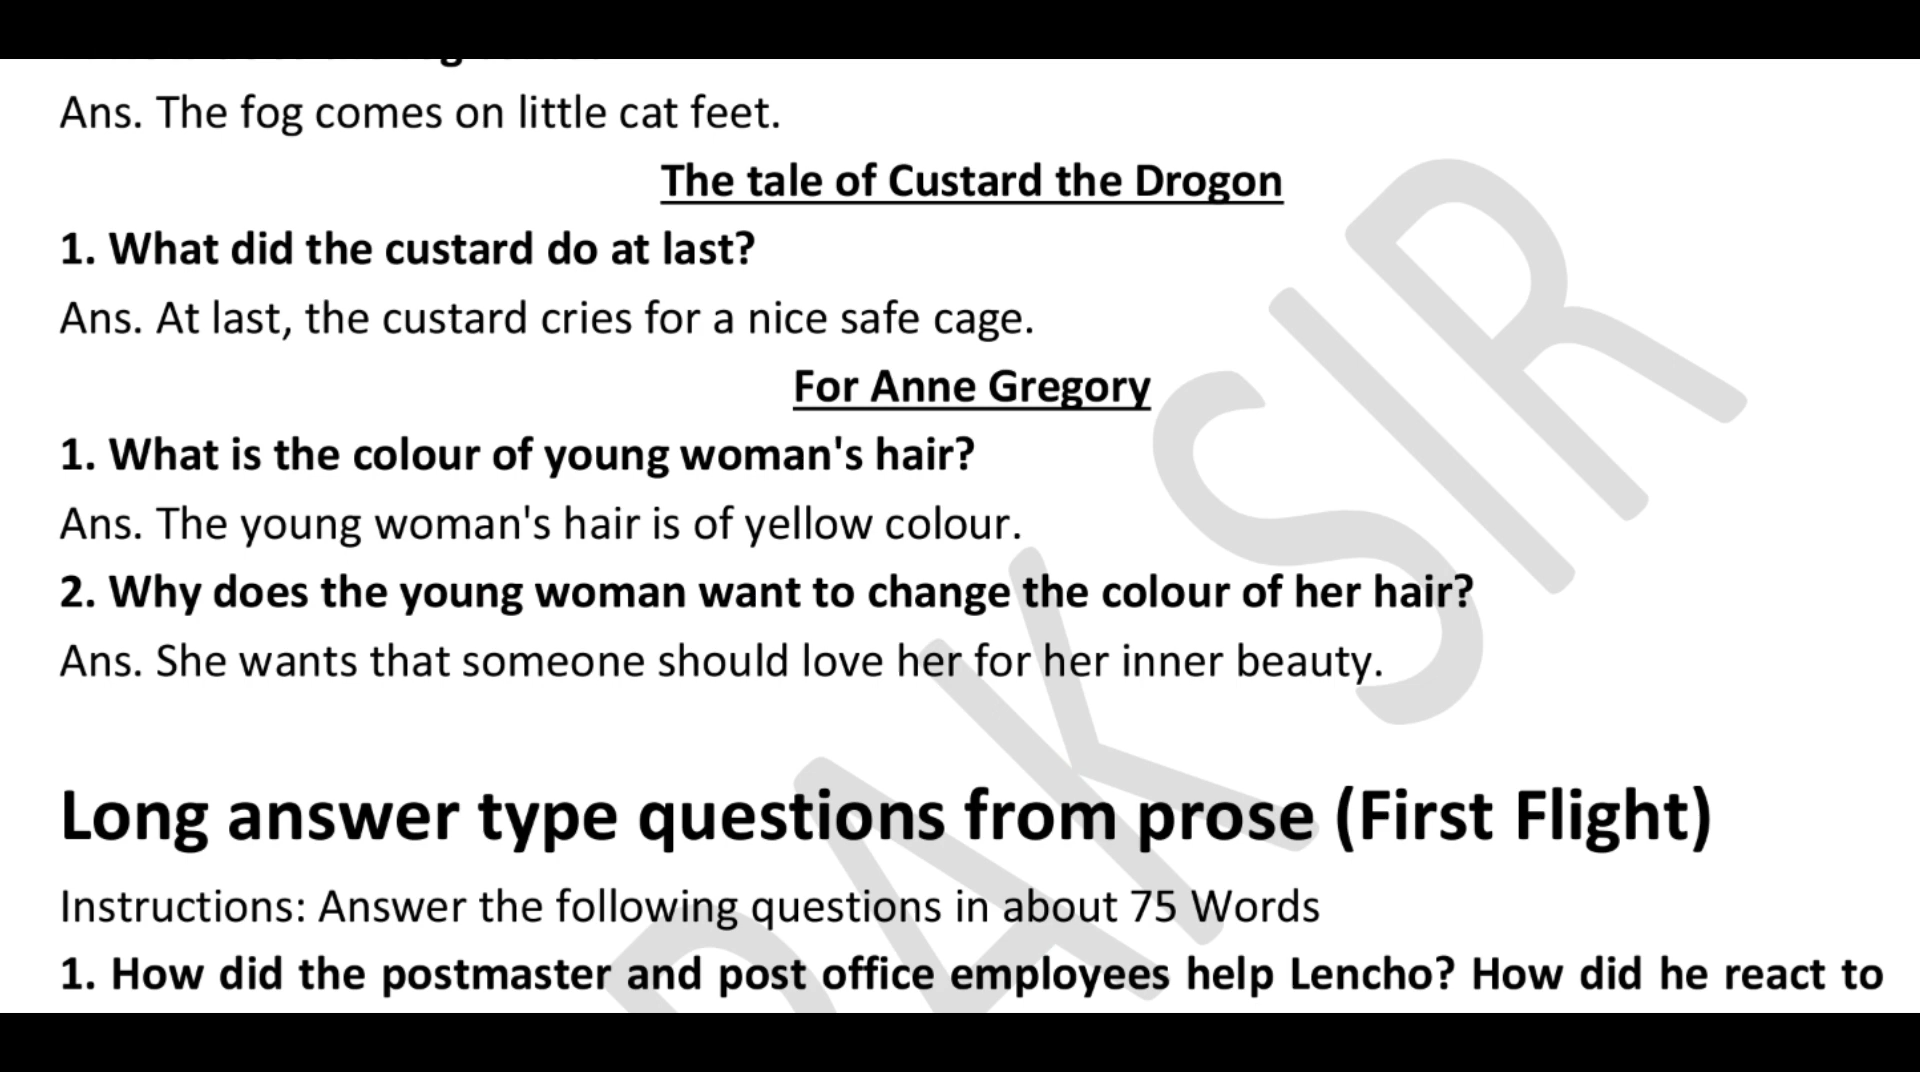 Ans. The fog comes on little cat feet.
The tale of Custard the Drogon
1. What did the custard do at last?
Ans. At last, the custard cries for a nice safe cage.
For Anne Gregory
1. What is the colour of young woman's hair?
Ans. The young woman's hair is of yellow colour.
2. Why does the young woman want to change the colour of her hair?
Ans. She wants that someone should love her for her inner beauty.
Long answer type questions from prose (First Flight)
Instructions: Answer the following questions in about 75 Words
1. How did the postmaster and post office employees help Lencho? How did he react to
PAK SIR